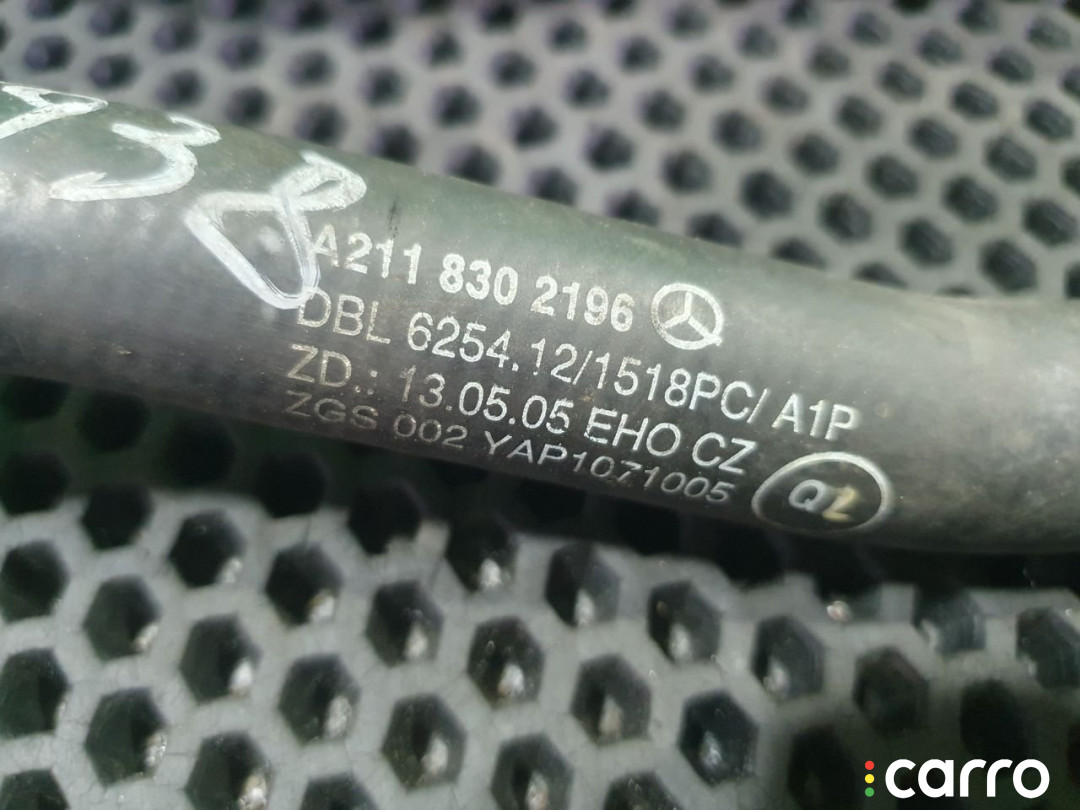 938
A211 830 2196
DBL 6254.12/1518PC/ A1P
ZD.: 13.05.05 EHO CZ
ZGS 002 YAP1071005
QZ
carro